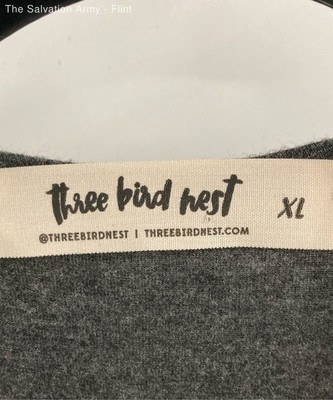 The Salvation Army - Flint
three bird nest XL
@THREEBIRDNEST | THREEBIRDNEST.COM